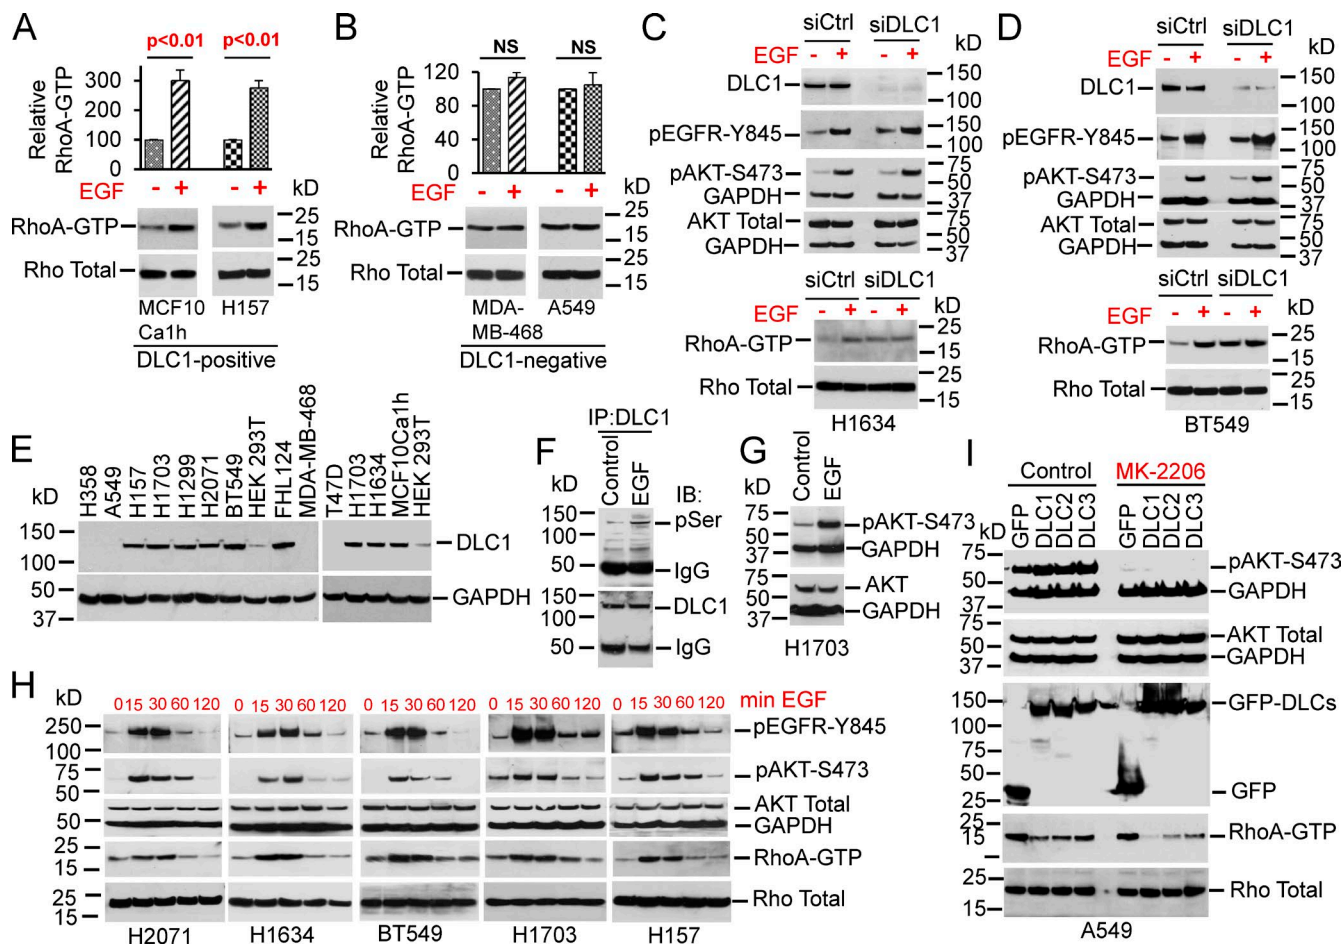 A
p<0.01 p<0.01
Relative
RhoA-GTP
300
200
100
0
EGF - + - + kD
RhoA-GTP
25
15
Rho Total
25
15
MCF10
Ca1h
H157
DLC1-positive
B
NS NS
Relative
RhoA-GTP
120
80
40
0
EGF - + - + kD
RhoA-GTP
25
15
Rho Total
25
15
MDA-
MB-468
A549
DLC1-negative
C
siCtrl siDLC1
EGF - + - + kD
DLC1
150
100
pEGFR-Y845
150
100
pAKT-S473
75
50
GAPDH
37
AKT Total
75
50
GAPDH
37
siCtrl siDLC1
EGF - + - + kD
RhoA-GTP
25
15
Rho Total
25
15
H1634
D
siCtrl siDLC1
EGF - + - + kD
DLC1
150
100
pEGFR-Y845
150
100
pAKT-S473
75
50
GAPDH
37
AKT Total
75
50
GAPDH
37
siCtrl siDLC1
EGF - + - + kD
RhoA-GTP
25
15
Rho Total
25
15
BT549
E
kD
H358
A549
H157
H1703
H1299
H2071
BT549
HEK 293T
FHL124
MDA-MB-468
T47D
H1703
H1634
MCF10Ca1h
HEK 293T
150
100
DLC1
50
37
GAPDH
F
IP:DLC1
kD
Control
EGF
IB:
150
100
pSer
50
IgG
150
100
DLC1
50
IgG
G
kD
Control
EGF
75
50
37
pAKT-S473
GAPDH
75
50
37
AKT
GAPDH
H1703
H
kD
0 15 30 60 120 0 15 30 60 120 0 15 30 60 120 0 15 30 60 120 0 15 30 60 120 min EGF
250
100
pEGFR-Y845
75
50
pAKT-S473
AKT Total
50
GAPDH
25
15
RhoA-GTP
25
15
Rho Total
H2071 H1634 BT549 H1703 H157
I
Control MK-2206
kD
GFP
DLC1
DLC2
DLC3
GFP
DLC1
DLC2
DLC3
75
50
37
pAKT-S473
GAPDH
75
50
37
AKT Total
GAPDH
150
100
75
50
25
GFP-DLCs
GFP
25
15
RhoA-GTP
25
15
Rho Total
A549